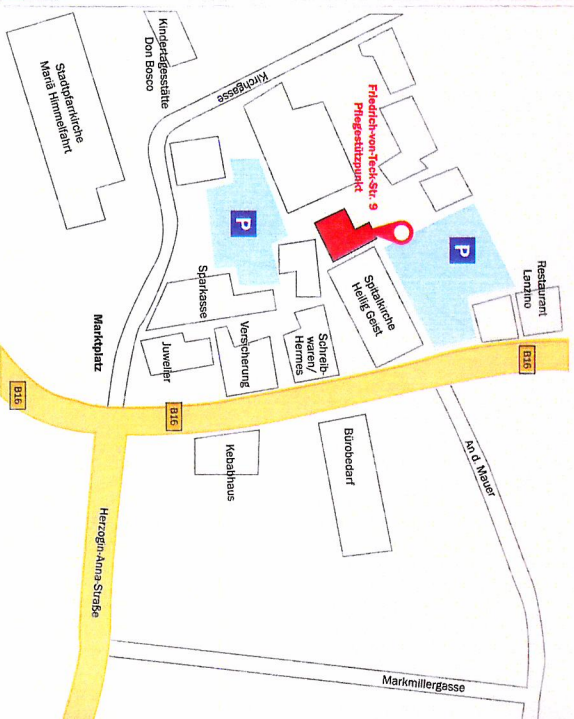 Kindertagesstätte
Don Bosco
Stadtpfarrkirche
Mariä Himmelfahrt
Kirchgasse
Friedrich-von-Teck-Str. 9
Pflegestützpunkt
P
P
Restaurant
Lanzino
Spitalkirche
Heilig Geist
Sparkasse
Schreib-
waren/
Hermes
Versicherung
Juwelier
Marktplatz
B16
B16
B16
Kebabhaus
Bürobedarf
An d. Mauer
Herzogin-Anna-Straße
Markmillergasse